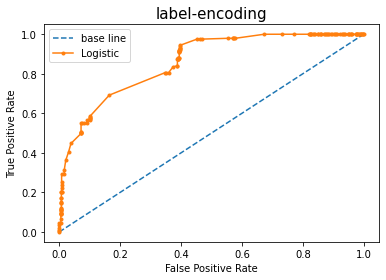 label-encoding
base line
Logistic
True Positive Rate
1.0
0.8
0.6
0.4
0.2
0.0
0.0
0.2
0.4
0.6
0.8
1.0
False Positive Rate